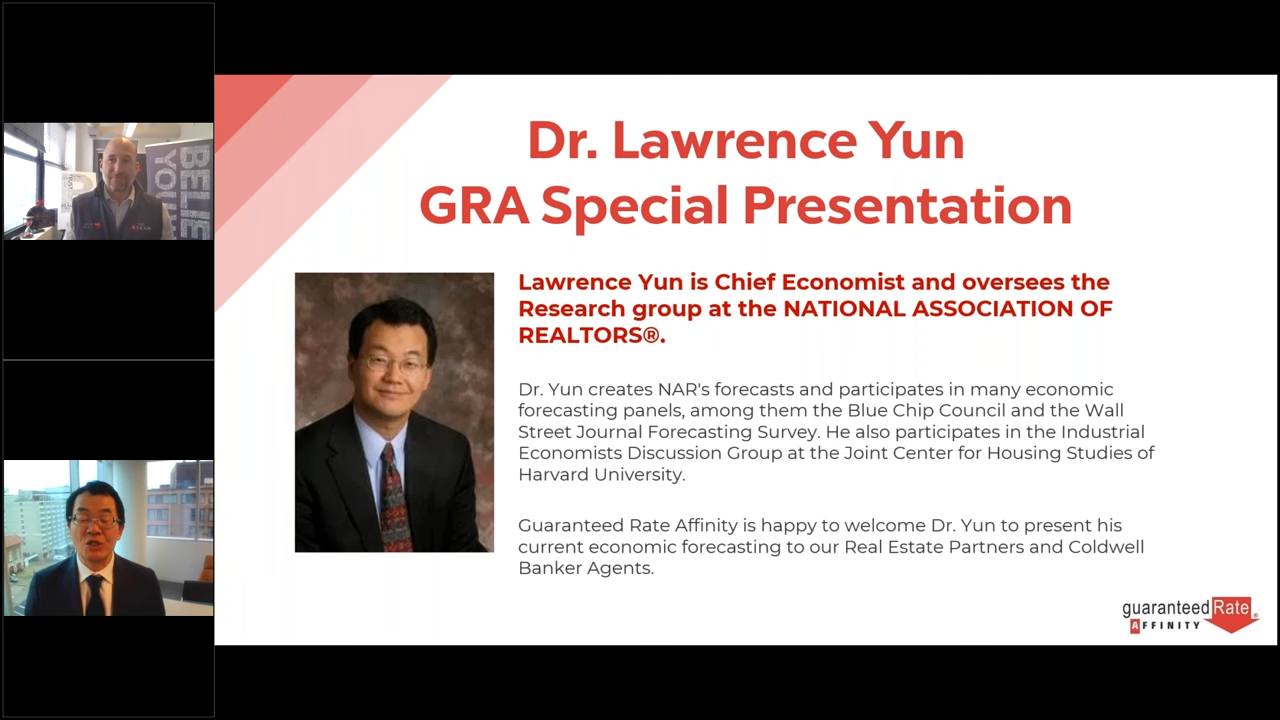 Dr. Lawrence Yun
GRA Special Presentation
Lawrence Yun is Chief Economist and oversees the
Research group at the NATIONAL ASSOCIATION OF
REALTORS®.
Dr. Yun creates NAR's forecasts and participates in many economic
forecasting panels, among them the Blue Chip Council and the Wall
Street Journal Forecasting Survey. He also participates in the Industrial
Economists Discussion Group at the Joint Center for Housing Studies of
Harvard University.
Guaranteed Rate Affinity is happy to welcome Dr. Yun to present his
current economic forecasting to our Real Estate Partners and Coldwell
Banker Agents.
guaranteedRate®
AFFINITY